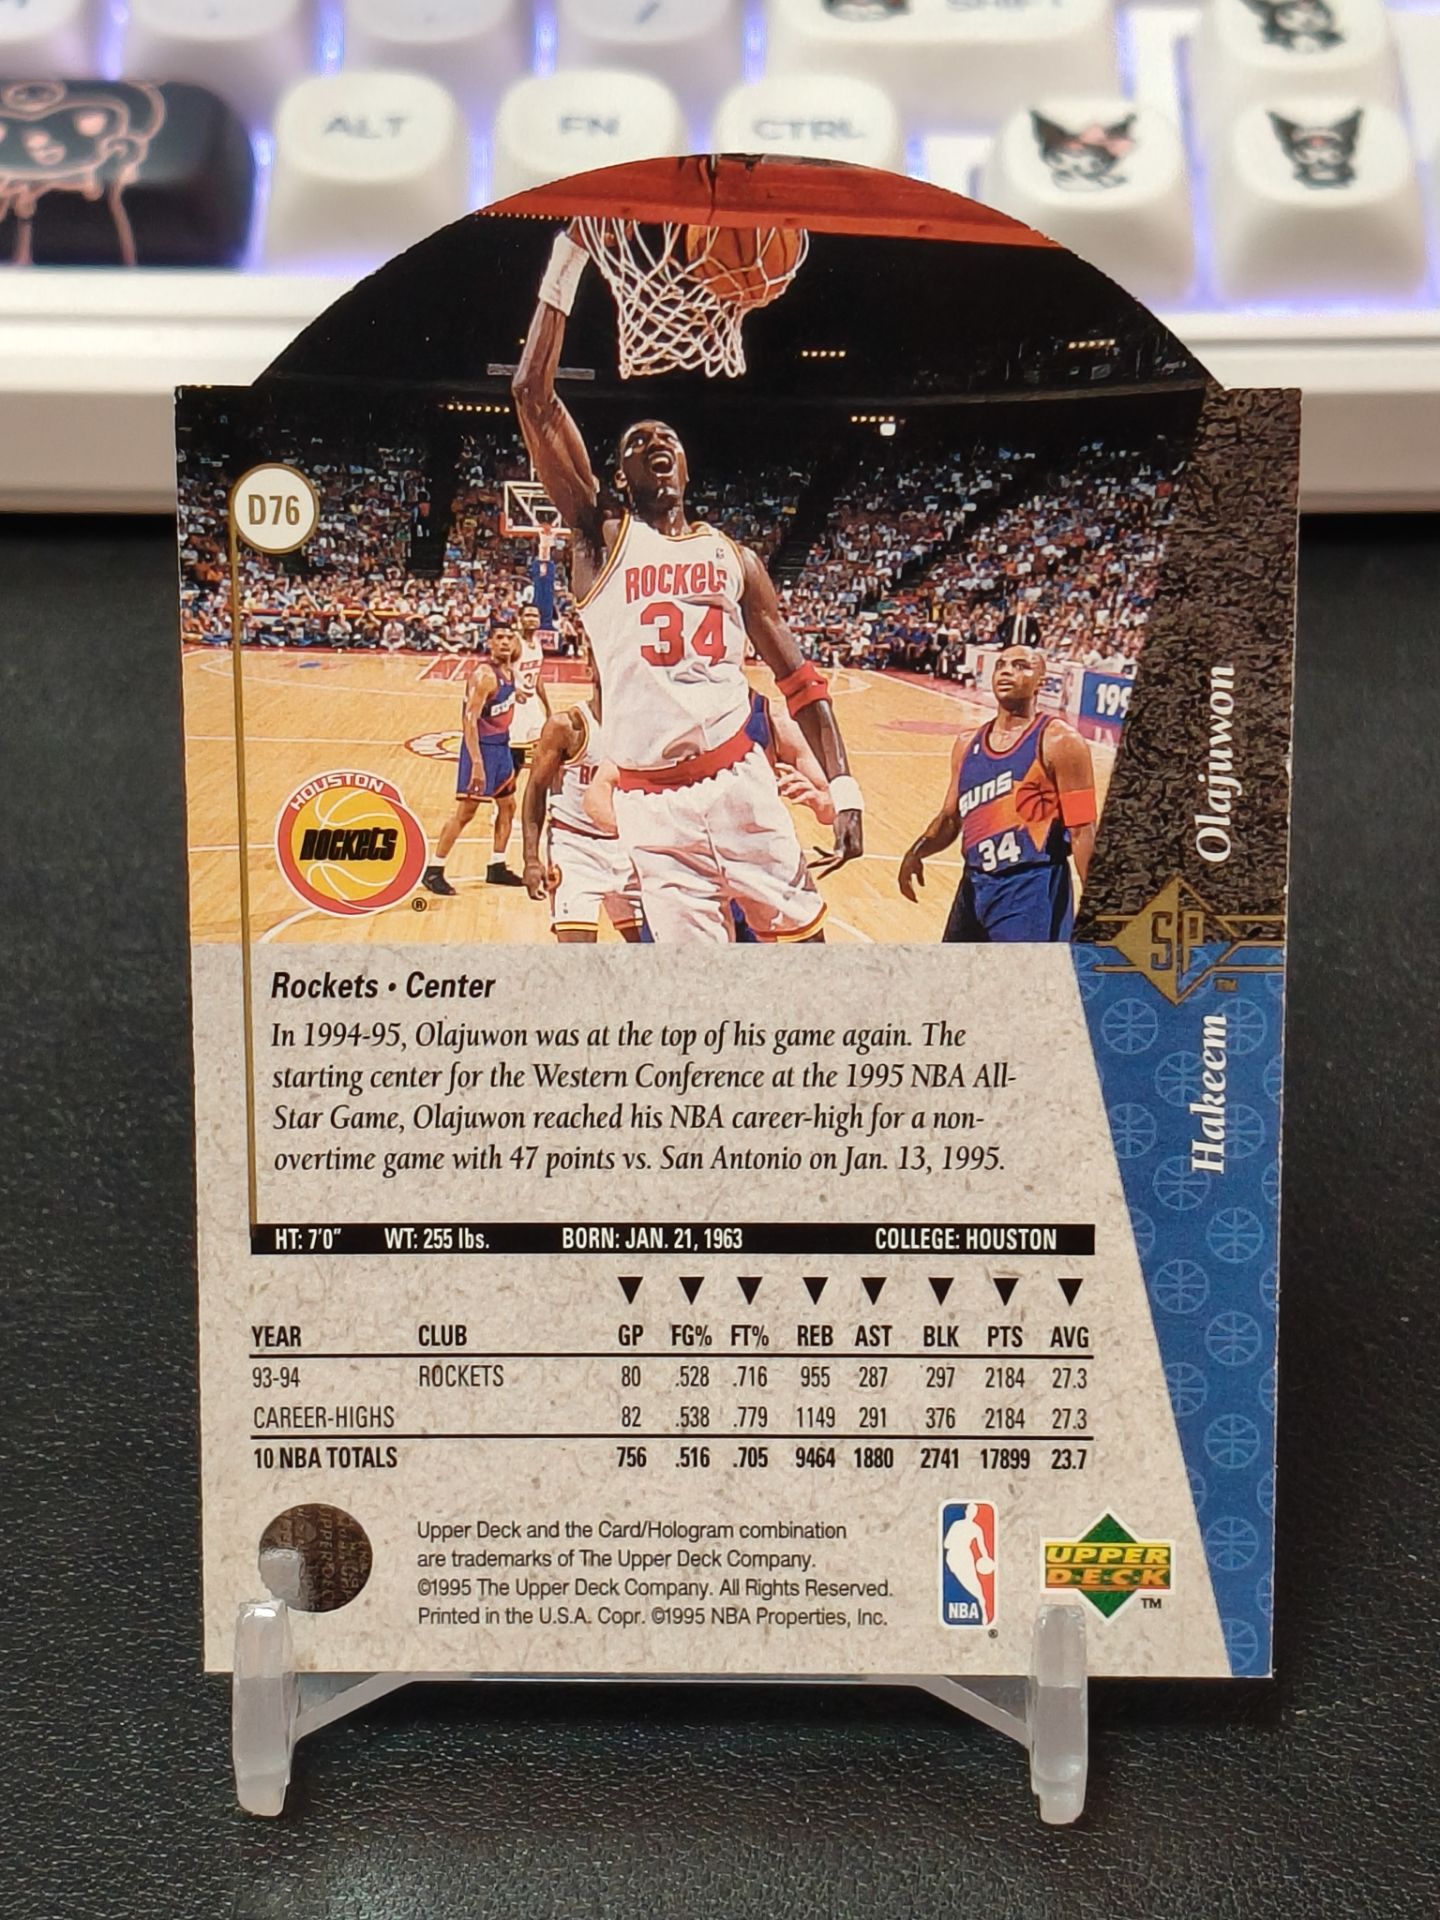 SHIFT
ALT
FN
CTRL
D76
ROCKETS
34
SUNS
34
199
HOUSTON
ROCKETS
®
Hakeem Olajuwon
SP
TM
Rockets • Center
In 1994-95, Olajuwon was at the top of his game again. The
starting center for the Western Conference at the 1995 NBA All-
Star Game, Olajuwon reached his NBA career-high for a non-
overtime game with 47 points vs. San Antonio on Jan. 13, 1995.
HT: 7'0" WT: 255 lbs. BORN: JAN. 21, 1963 COLLEGE: HOUSTON
YEAR CLUB GP FG% FT% REB AST BLK PTS AVG
93-94 ROCKETS 80 .528 .716 955 287 297 2184 27.3
CAREER-HIGHS 82 .538 .779 1149 291 376 2184 27.3
10 NBA TOTALS 756 .516 .705 9464 1880 2741 17899 23.7
Upper Deck and the Card/Hologram combination
are trademarks of The Upper Deck Company.
©1995 The Upper Deck Company. All Rights Reserved.
Printed in the U.S.A. Copr. ©1995 NBA Properties, Inc.
NBA
®
UPPER
DECK
TM